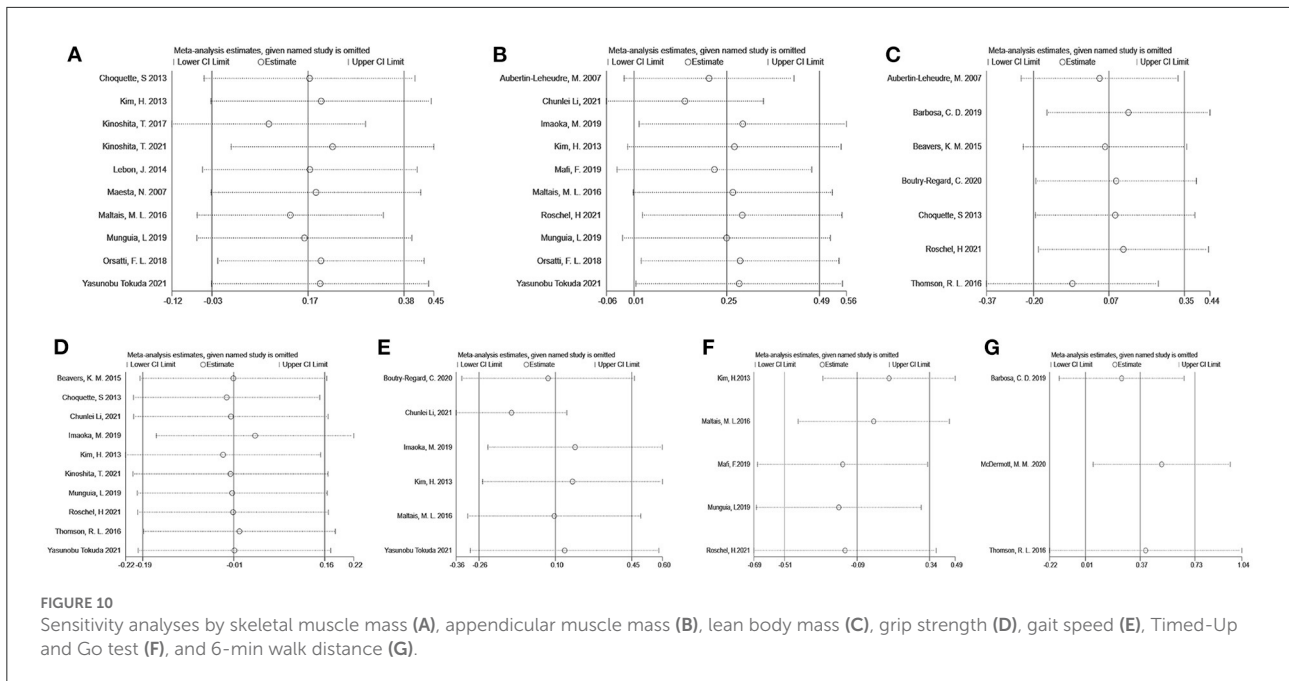 A
Meta-analysis estimates, given named study is omitted
Lower CI Limit Estimate Upper CI Limit
Choquette, S 2013
Kim, H. 2013
Kinoshita, T. 2017
Kinoshita, T. 2021
Lebon, J. 2014
Maesta, N. 2007
Maltais, M. L. 2016
Munguia, L 2019
Orsatti, F. L. 2018
Yasunobu Tokuda 2021
-0.12 -0.03 0.17 0.38 0.45
B
Meta-analysis estimates, given named study is omitted
Lower CI Limit Estimate Upper CI Limit
Aubertin-Leheudre, M. 2007
Chunlei Li, 2021
Imaoka, M. 2019
Kim, H. 2013
Mafi, F. 2019
Maltais, M. L. 2016
Roschel, H 2021
Munguia, L 2019
Orsatti, F. L. 2018
Yasunobu Tokuda 2021
-0.06 0.01 0.25 0.49 0.56
C
Meta-analysis estimates, given named study is omitted
Lower CI Limit Estimate Upper CI Limit
Aubertin-Leheudre, M. 2007
Barbosa, C. D. 2019
Beavers, K. M. 2015
Boutry-Regard, C. 2020
Choquette, S 2013
Roschel, H 2021
Thomson, R. L. 2016
-0.37 -0.20 0.07 0.35 0.44
D
Meta-analysis estimates, given named study is omitted
Lower CI Limit Estimate Upper CI Limit
Beavers, K. M. 2015
Choquette, S 2013
Chunlei Li, 2021
Imaoka, M. 2019
Kim, H. 2013
Kinoshita, T. 2021
Munguia, L 2019
Roschel, H 2021
Thomson, R. L. 2016
Yasunobu Tokuda 2021
-0.22 -0.19 -0.01 0.16 0.22
E
Meta-analysis estimates, given named study is omitted
Lower CI Limit Estimate Upper CI Limit
Boutry-Regard, C. 2020
Chunlei Li, 2021
Imaoka, M. 2019
Kim, H. 2013
Maltais, M. L. 2016
Yasunobu Tokuda 2021
-0.36 -0.26 0.10 0.45 0.60
F
Meta-analysis estimates, given named study is omitted
Lower CI Limit Estimate Upper CI Limit
Kim, H.2013
Maltais, M. L.2016
Mafi, F.2019
Munguia, L2019
Roschel, H.2021
-0.69 -0.51 -0.09 0.34 0.49
G
Meta-analysis estimates, given named study is omitted
Lower CI Limit Estimate Upper CI Limit
Barbosa, C. D. 2019
McDermott, M. M. .2020
Thomson, R. L. 2016
-0.22 0.01 0.37 0.73 1.04
FIGURE 10
Sensitivity analyses by skeletal muscle mass (A), appendicular muscle mass (B), lean body mass (C), grip strength (D), gait speed (E), Timed-Up
and Go test (F), and 6-min walk distance (G).